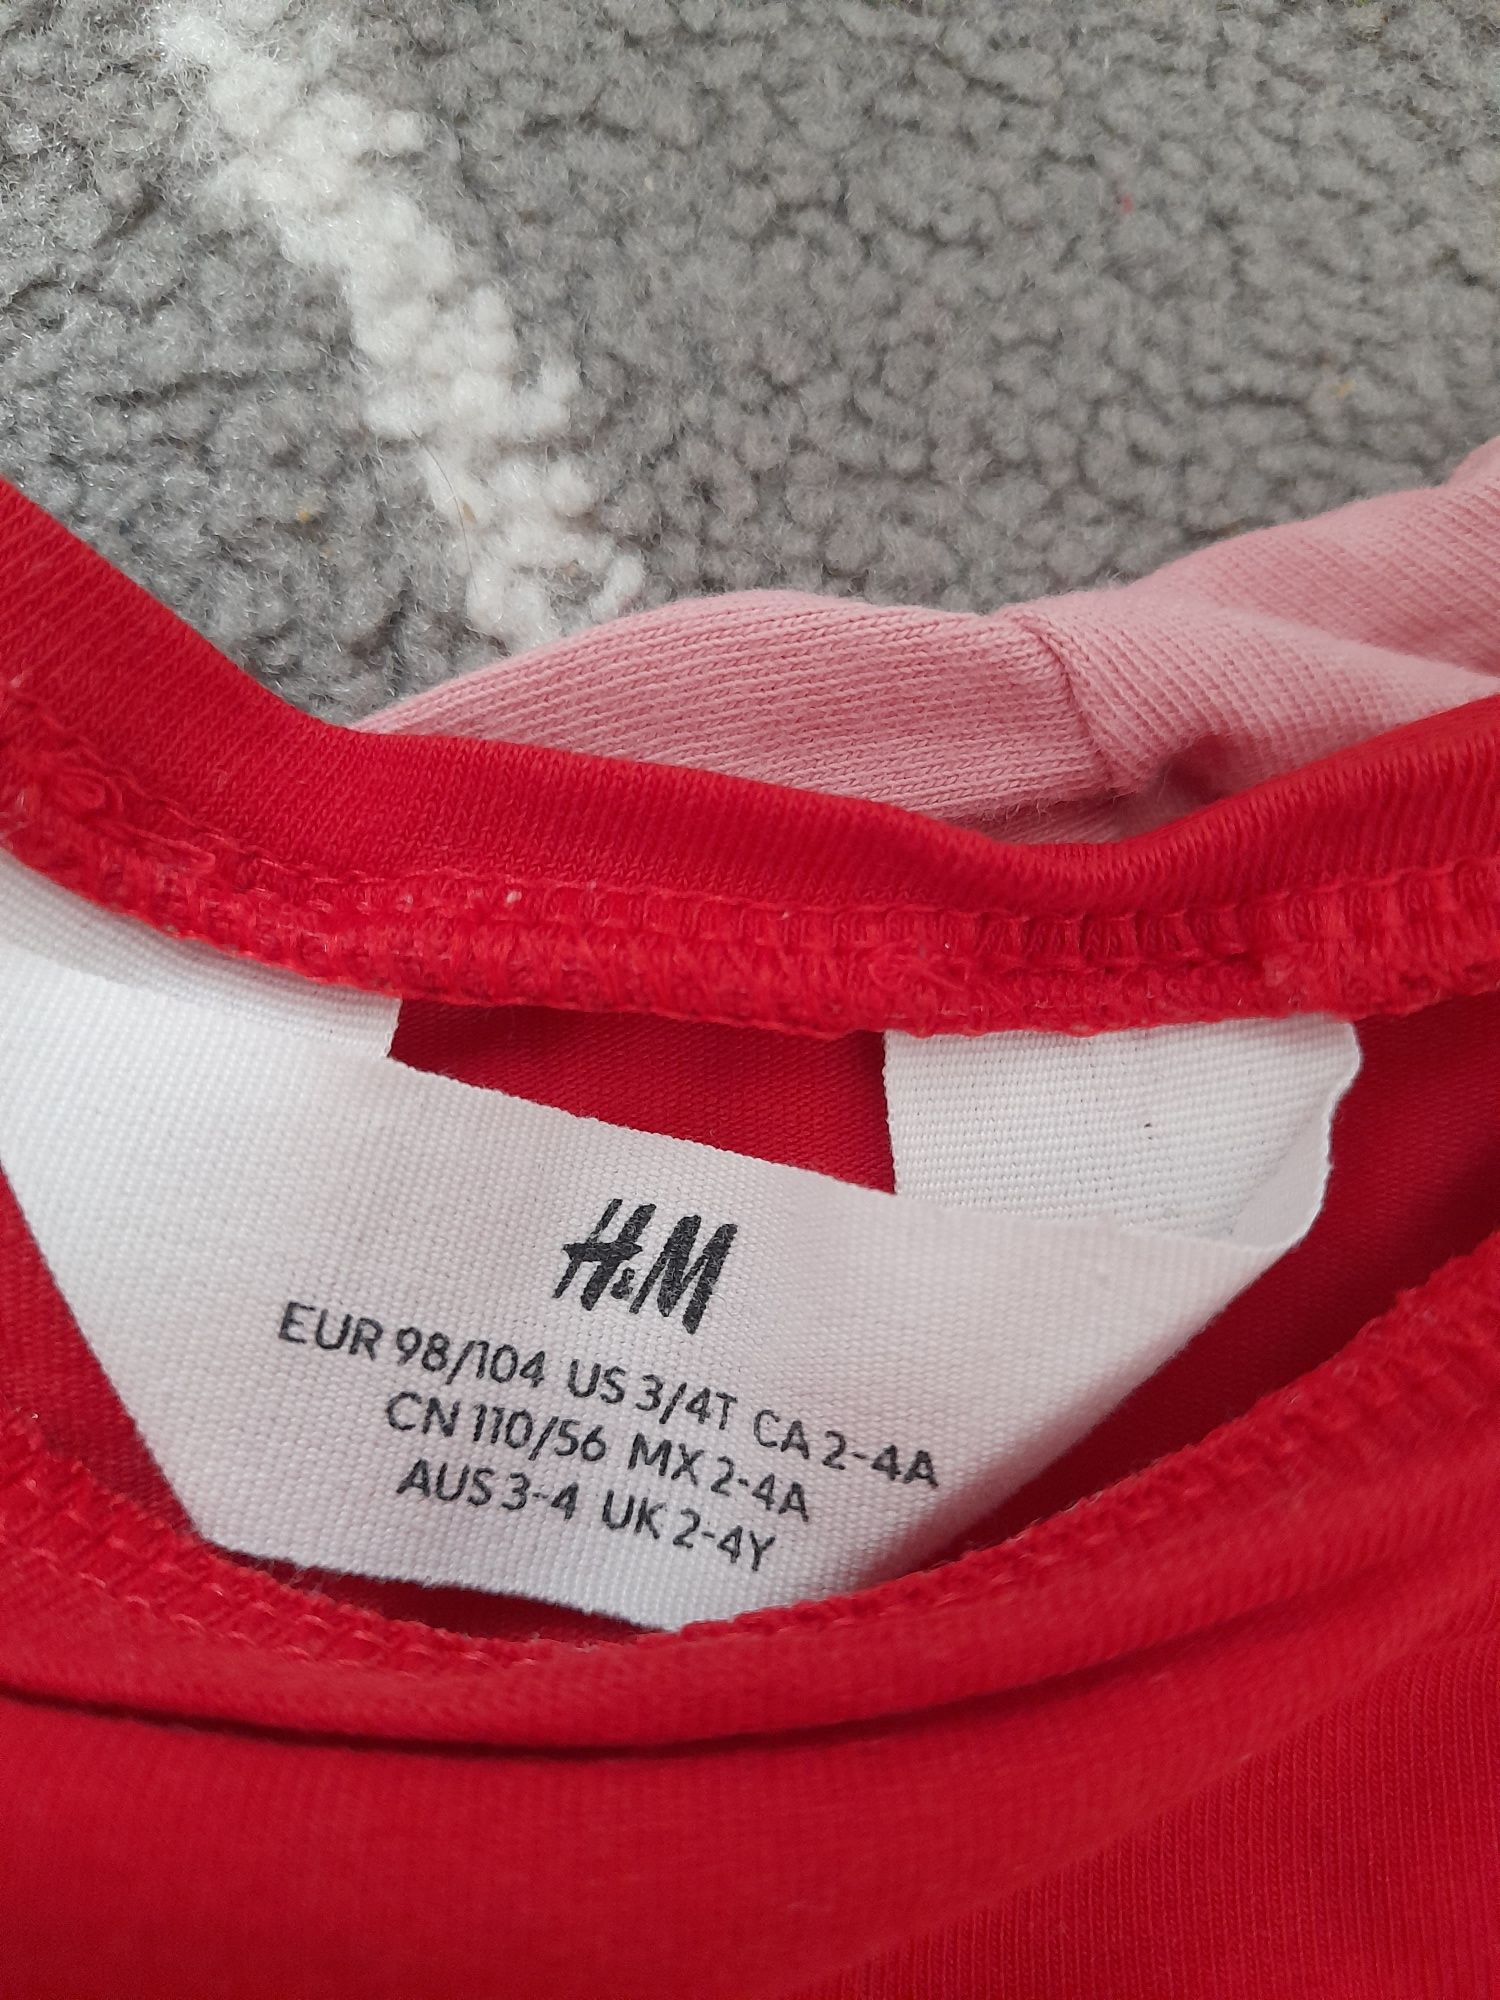 H&M
EUR 98/104 US 3/4T CA 2-4A
CN 110/56 MX 2-4A
AUS 3-4 UK 2-4Y